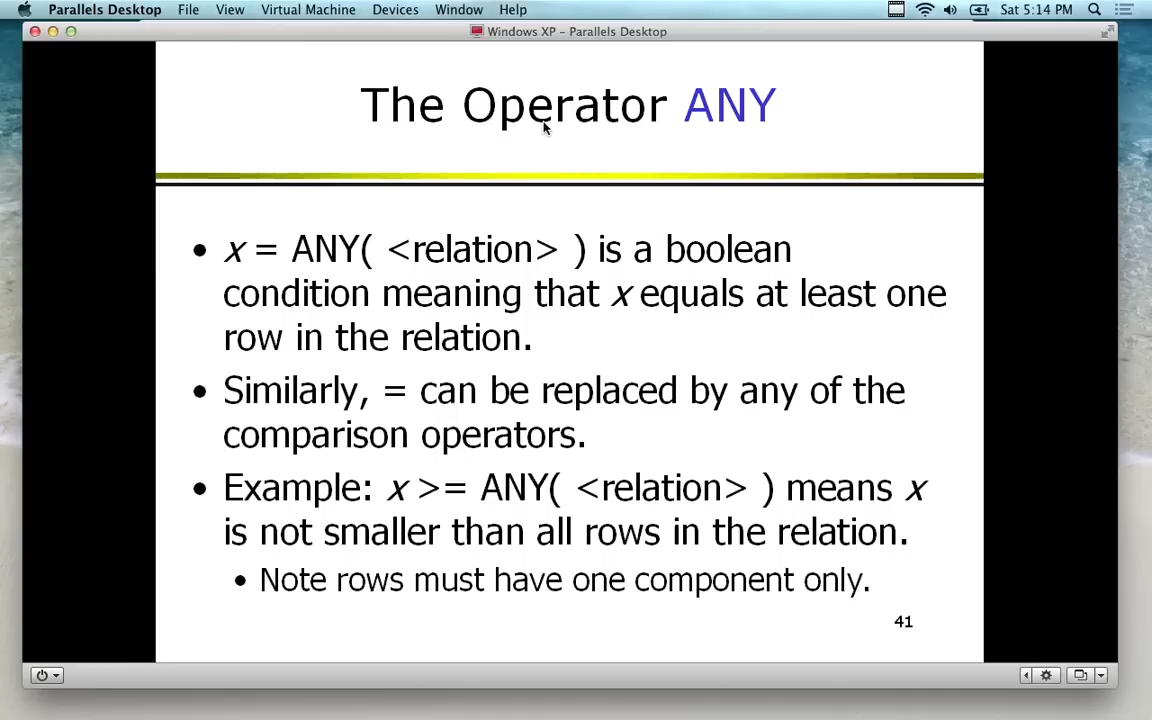 Parallels Desktop File View Virtual Machine Devices Window Help Sat 5:14 PM
Windows XP - Parallels Desktop
The Operator ANY
• x = ANY( <relation> ) is a boolean
condition meaning that x equals at least one
row in the relation.
• Similarly, = can be replaced by any of the
comparison operators.
• Example: x >= ANY( <relation> ) means x
is not smaller than all rows in the relation.
• Note rows must have one component only.
41